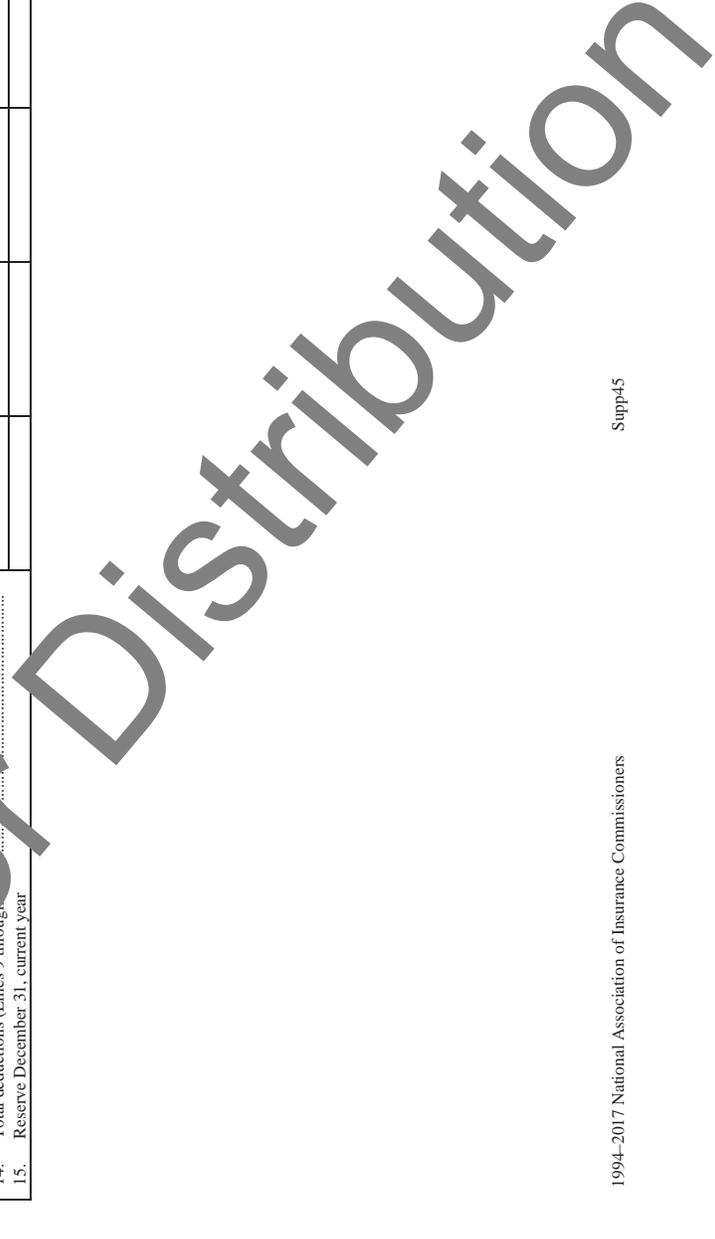 14. Total deductions (Lines 9 through
15. Reserve December 31, current year
1994–2017 National Association of Insurance Commissioners Supp45
Distribution